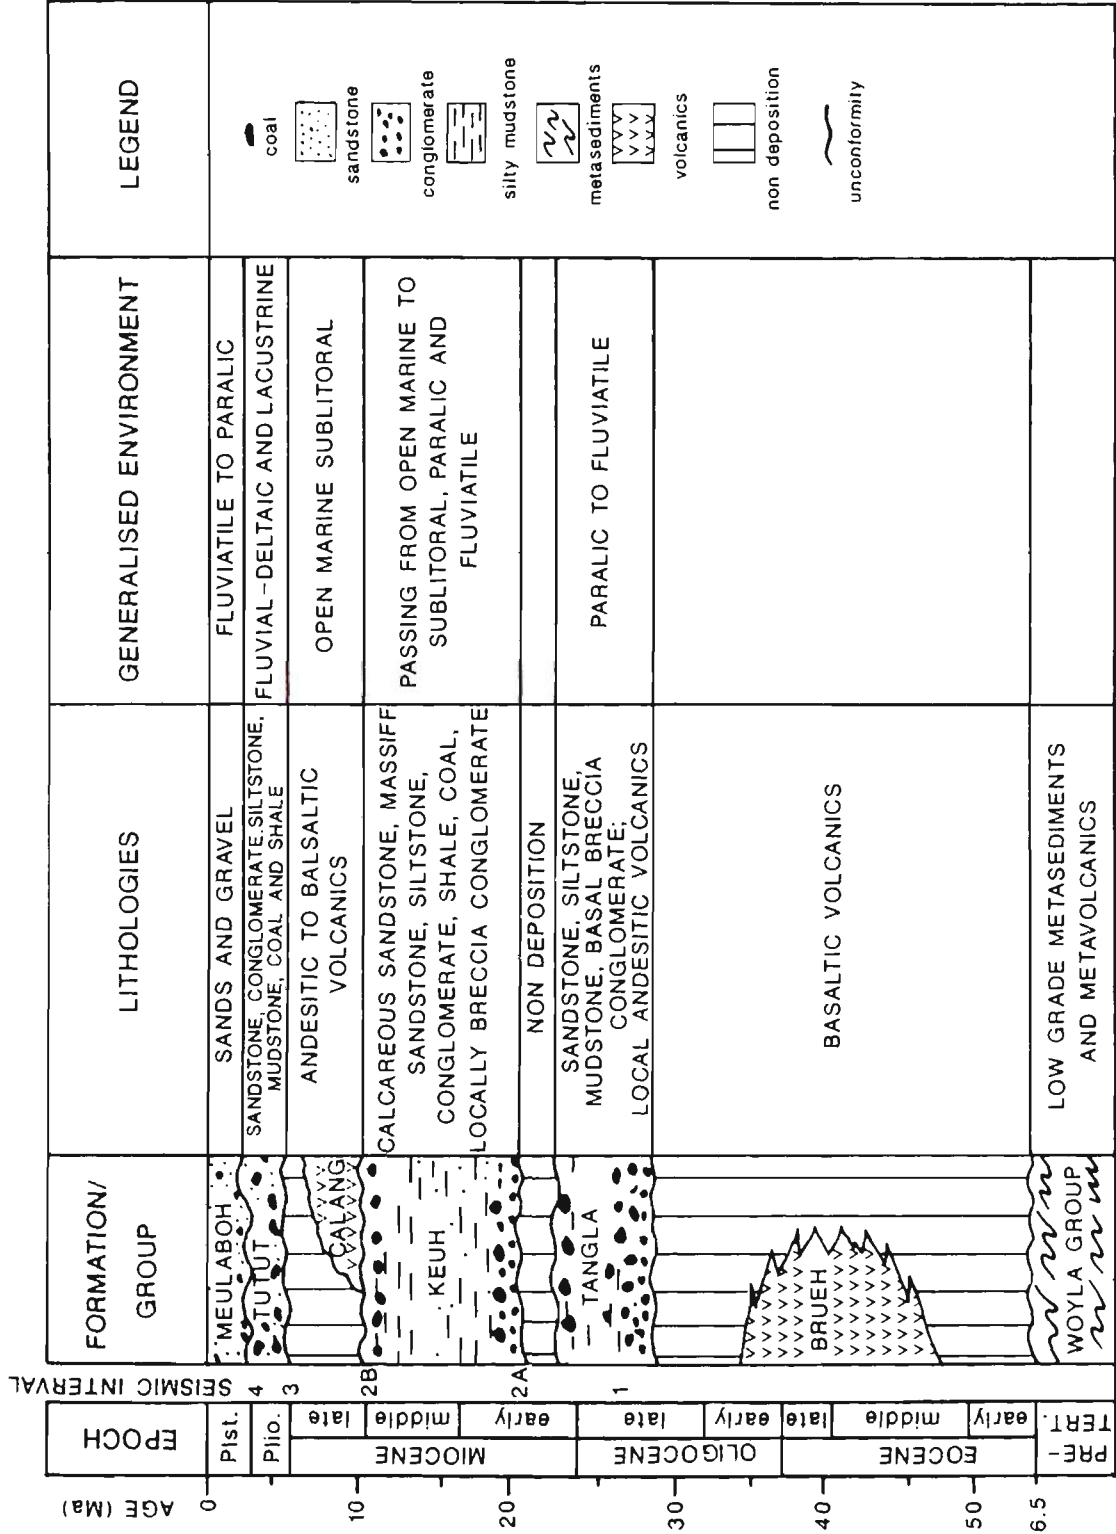 AGE (Ma)
EPOCH
SEISMIC INTERVAL
FORMATION/
GROUP
LITHOLOGIES
GENERALISED ENVIRONMENT
LEGEND
0
10
20
30
40
50
6.5
Plst.
Plio.
MIOCENE
late
middle
early
OLIGOCENE
late
early
EOCENE
late
middle
early
PRE-
TERT.
4
3
2B
2A
1
MEULABOH
TUTUT
CALANG
KEUH
TANGLA
BRUEH
WOYLA GROUP
SANDS AND GRAVEL
SANDSTONE, CONGLOMERATE.SILTSTONE,
MUDSTONE, COAL AND SHALE
ANDESITIC TO BALSALTIC
VOLCANICS
CALCAREOUS SANDSTONE, MASSIFF
SANDSTONE, SILTSTONE,
CONGLOMERATE, SHALE, COAL,
LOCALLY BRECCIA CONGLOMERATE
NON DEPOSITION
SANDSTONE, SILTSTONE,
MUDSTONE, BASAL BRECCIA
CONGLOMERATE;
LOCAL ANDESITIC VOLCANICS
BASALTIC VOLCANICS
LOW GRADE METASEDIMENTS
AND METAVOLCANICS
FLUVIATILE TO PARALIC
FLUVIAL-DELTAIC AND LACUSTRINE
OPEN MARINE SUBLITORAL
PASSING FROM OPEN MARINE TO
SUBLITORAL, PARALIC AND
FLUVIATILE
PARALIC TO FLUVIATILE
coal
sandstone
conglomerate
silty mudstone
metasediments
volcanics
non deposition
unconformity